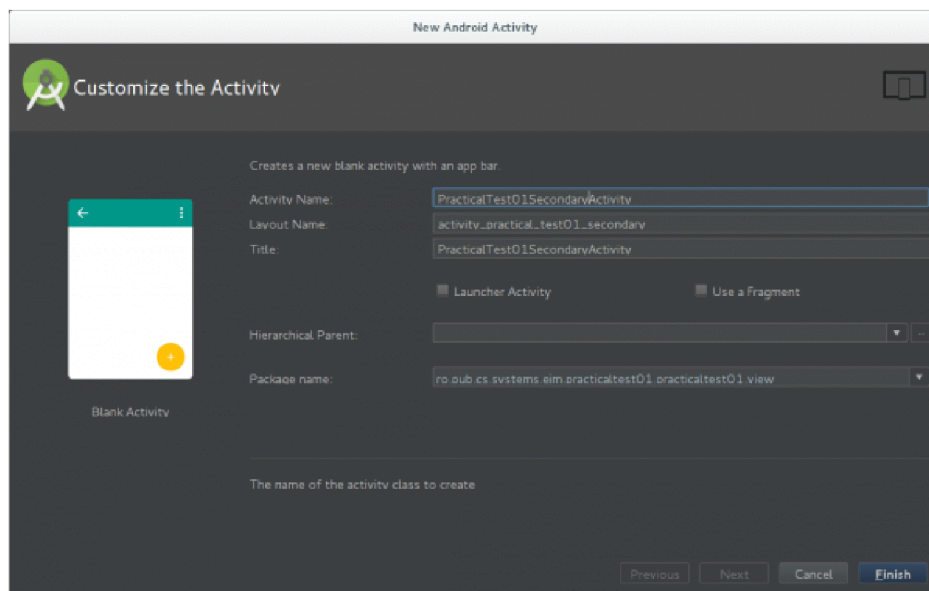 New Android Activity
Customize the Activity
Creates a new blank activity with an app bar.
Activity Name: PracticalTest01SecondaryActivity
Layout Name: activity_practical_test01_secondary
Title: PracticalTest01SecondaryActivity
Launcher Activity Use a Fragment
Hierarchical Parent: ...
Package name: ro.pub.cs.systems.eim.practicaltest01.practicaltest01.view
Blank Activity
The name of the activity class to create
Previous Next Cancel Finish